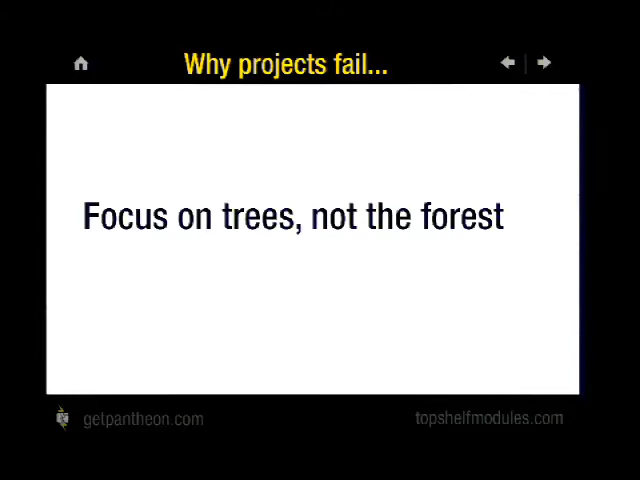 Why projects fail...
Focus on trees, not the forest
getpantheon.com
topshelfmodules.com